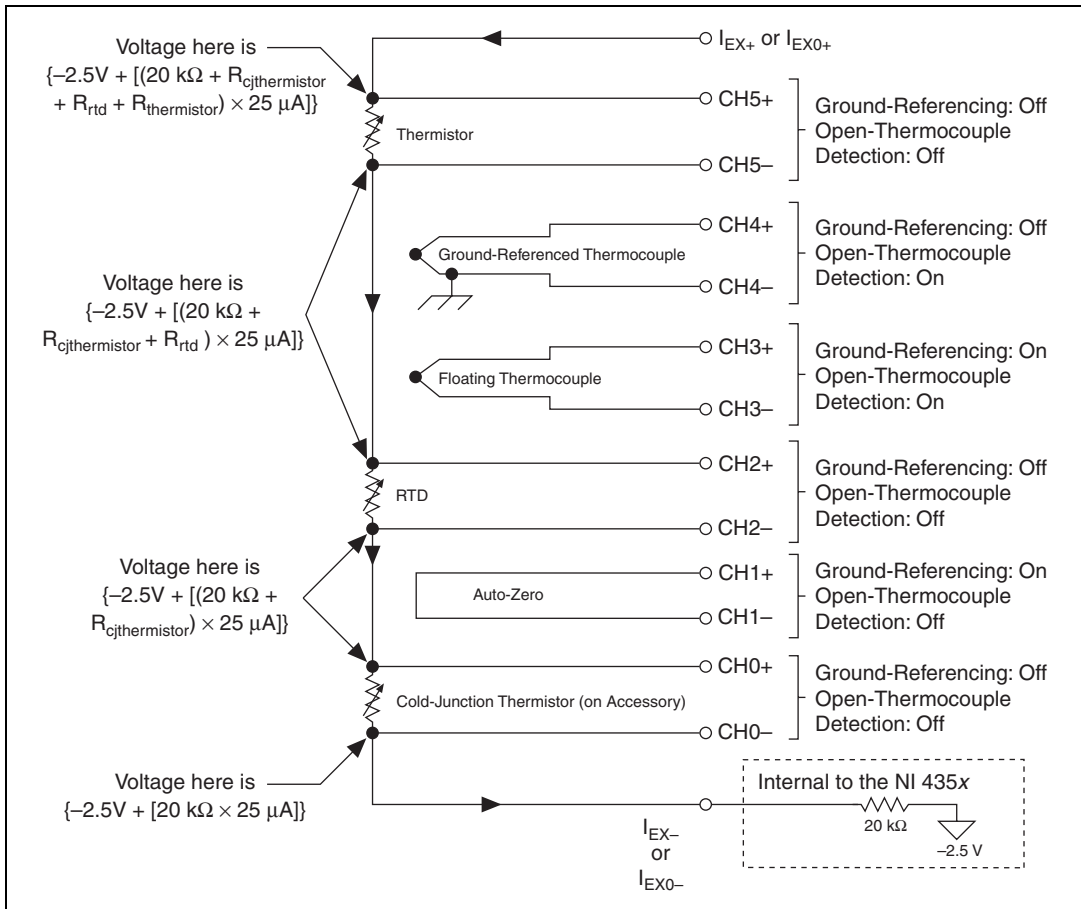 I_EX+ or I_EX0+
Voltage here is
{–2.5V + [(20 kΩ + R_cjthermistor
+ R_rtd + R_thermistor) × 25 µA]}
CH5+
Thermistor
CH5–
Ground-Referencing: Off
Open-Thermocouple
Detection: Off
CH4+
Ground-Referenced Thermocouple
CH4–
Ground-Referencing: Off
Open-Thermocouple
Detection: On
Voltage here is
{–2.5V + [(20 kΩ +
R_cjthermistor + R_rtd ) × 25 µA]}
CH3+
Floating Thermocouple
CH3–
Ground-Referencing: On
Open-Thermocouple
Detection: On
CH2+
RTD
CH2–
Ground-Referencing: Off
Open-Thermocouple
Detection: Off
Voltage here is
{–2.5V + [(20 kΩ +
R_cjthermistor) × 25 µA]}
CH1+
Auto-Zero
CH1–
Ground-Referencing: On
Open-Thermocouple
Detection: Off
CH0+
Cold-Junction Thermistor (on Accessory)
CH0–
Ground-Referencing: Off
Open-Thermocouple
Detection: Off
Voltage here is
{–2.5V + [20 kΩ × 25 µA]}
I_EX–
or
I_EX0–
Internal to the NI 435x
20 kΩ
–2.5 V